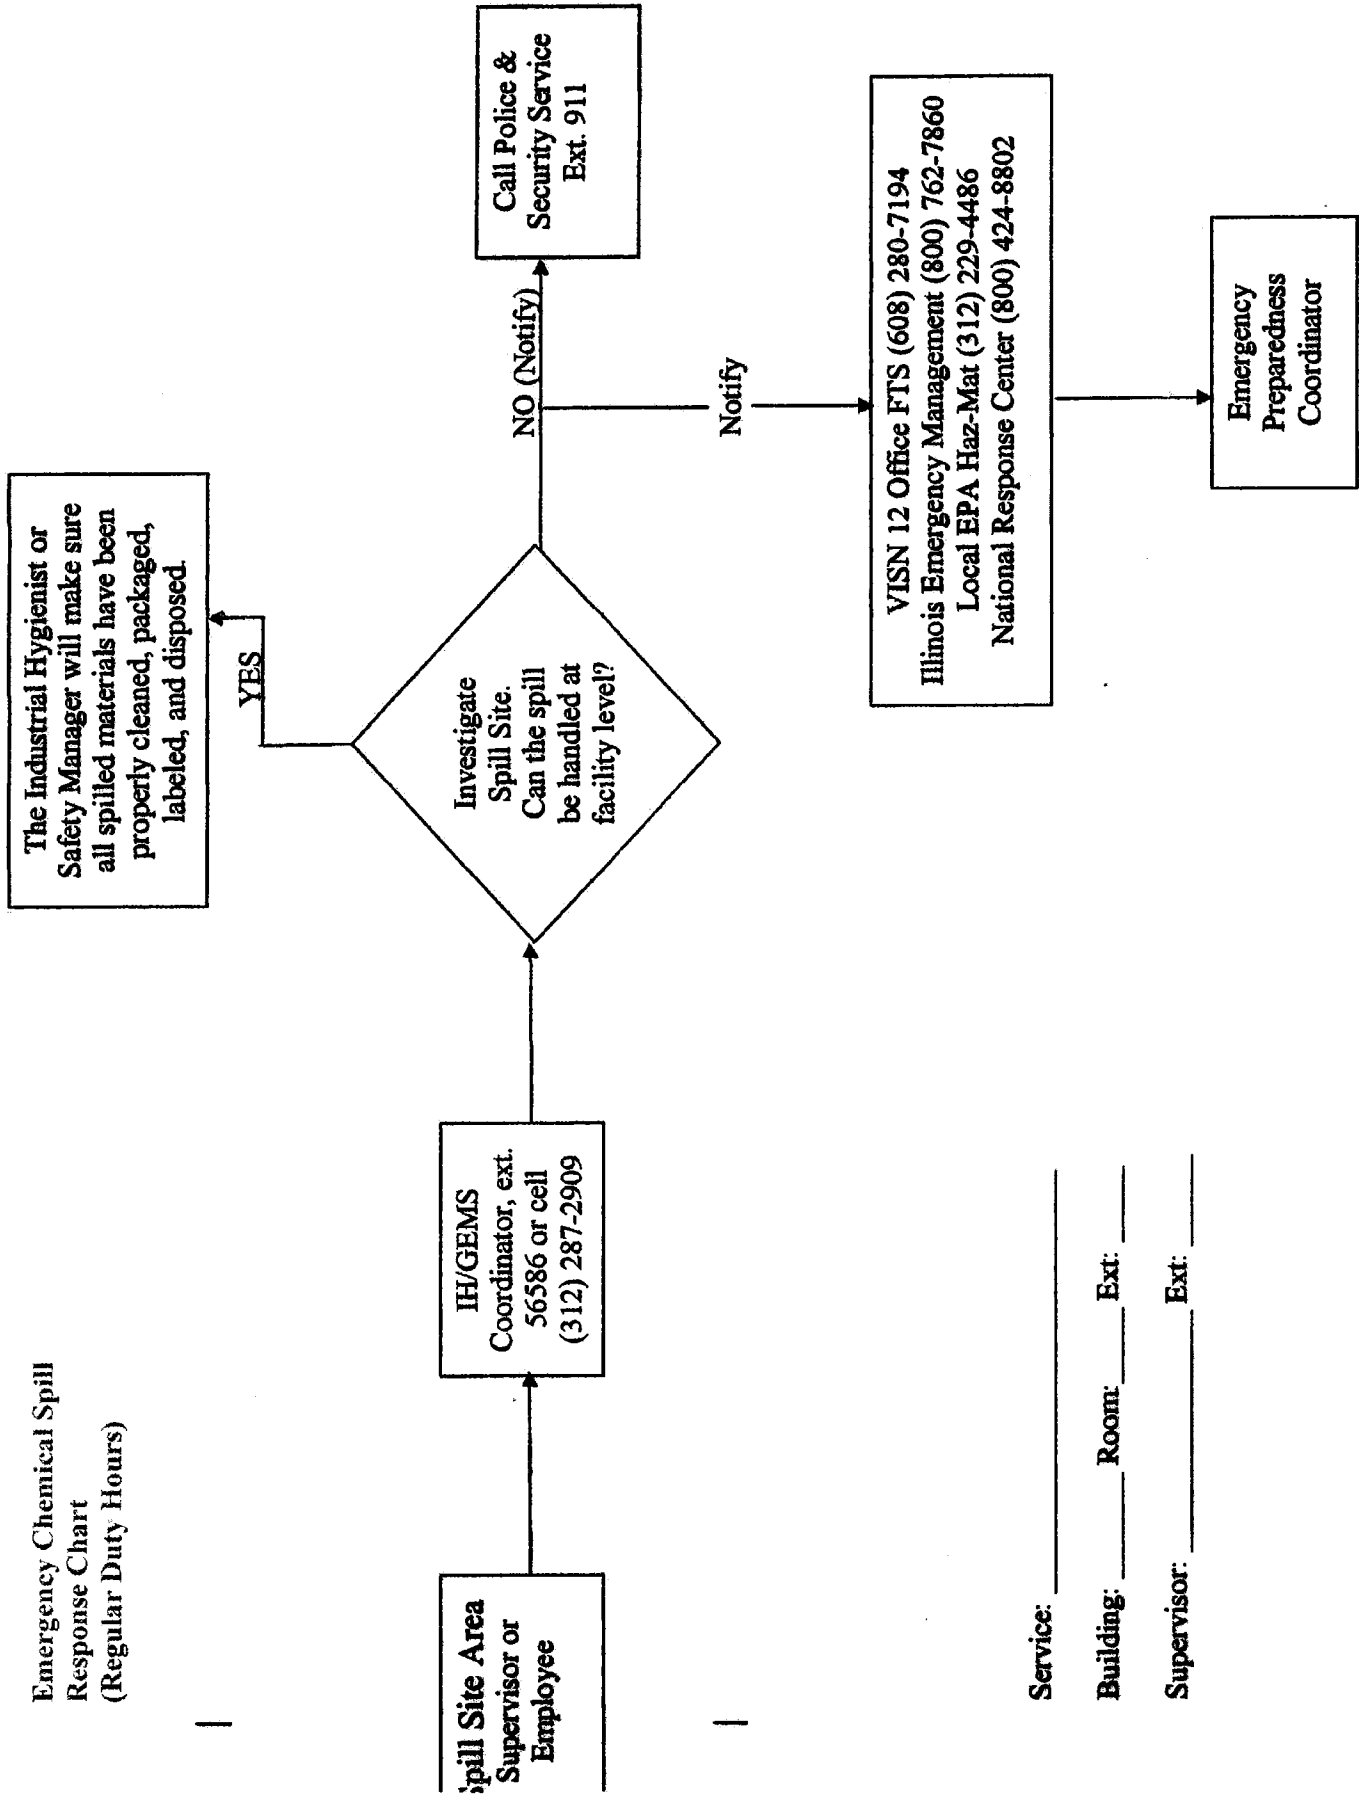 Emergency Chemical Spill
Response Chart
(Regular Duty Hours)
The Industrial Hygienist or
Safety Manager will make sure
all spilled materials have been
properly cleaned, packaged,
labeled, and disposed.
YES
pill Site Area
Supervisor or
Employee
IH/GEMS
Coordinator, ext.
56586 or cell
(312) 287-2909
Investigate
Spill Site.
Can the spill
be handled at
facility level?
NO (Notify)
Call Police &
Security Service
Ext. 911
Notify
VISN 12 Office FTS (608) 280-7194
Illinois Emergency Management (800) 762-7860
Local EPA Haz-Mat (312) 229-4486
National Response Center (800) 424-8802
Emergency
Preparedness
Coordinator
Service:
Building: Room: Ext:
Supervisor: Ext: